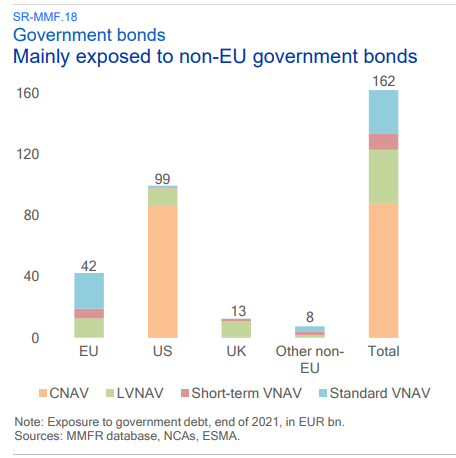 SR-MMF.18
Government bonds
Mainly exposed to non-EU government bonds
162
160
120
99
80
42
40
13
8
0
EU US UK Other non-EU Total
CNAV LVNAV Short-term VNAV Standard VNAV
Note: Exposure to government debt, end of 2021, in EUR bn.
Sources: MMFR database, NCAs, ESMA.